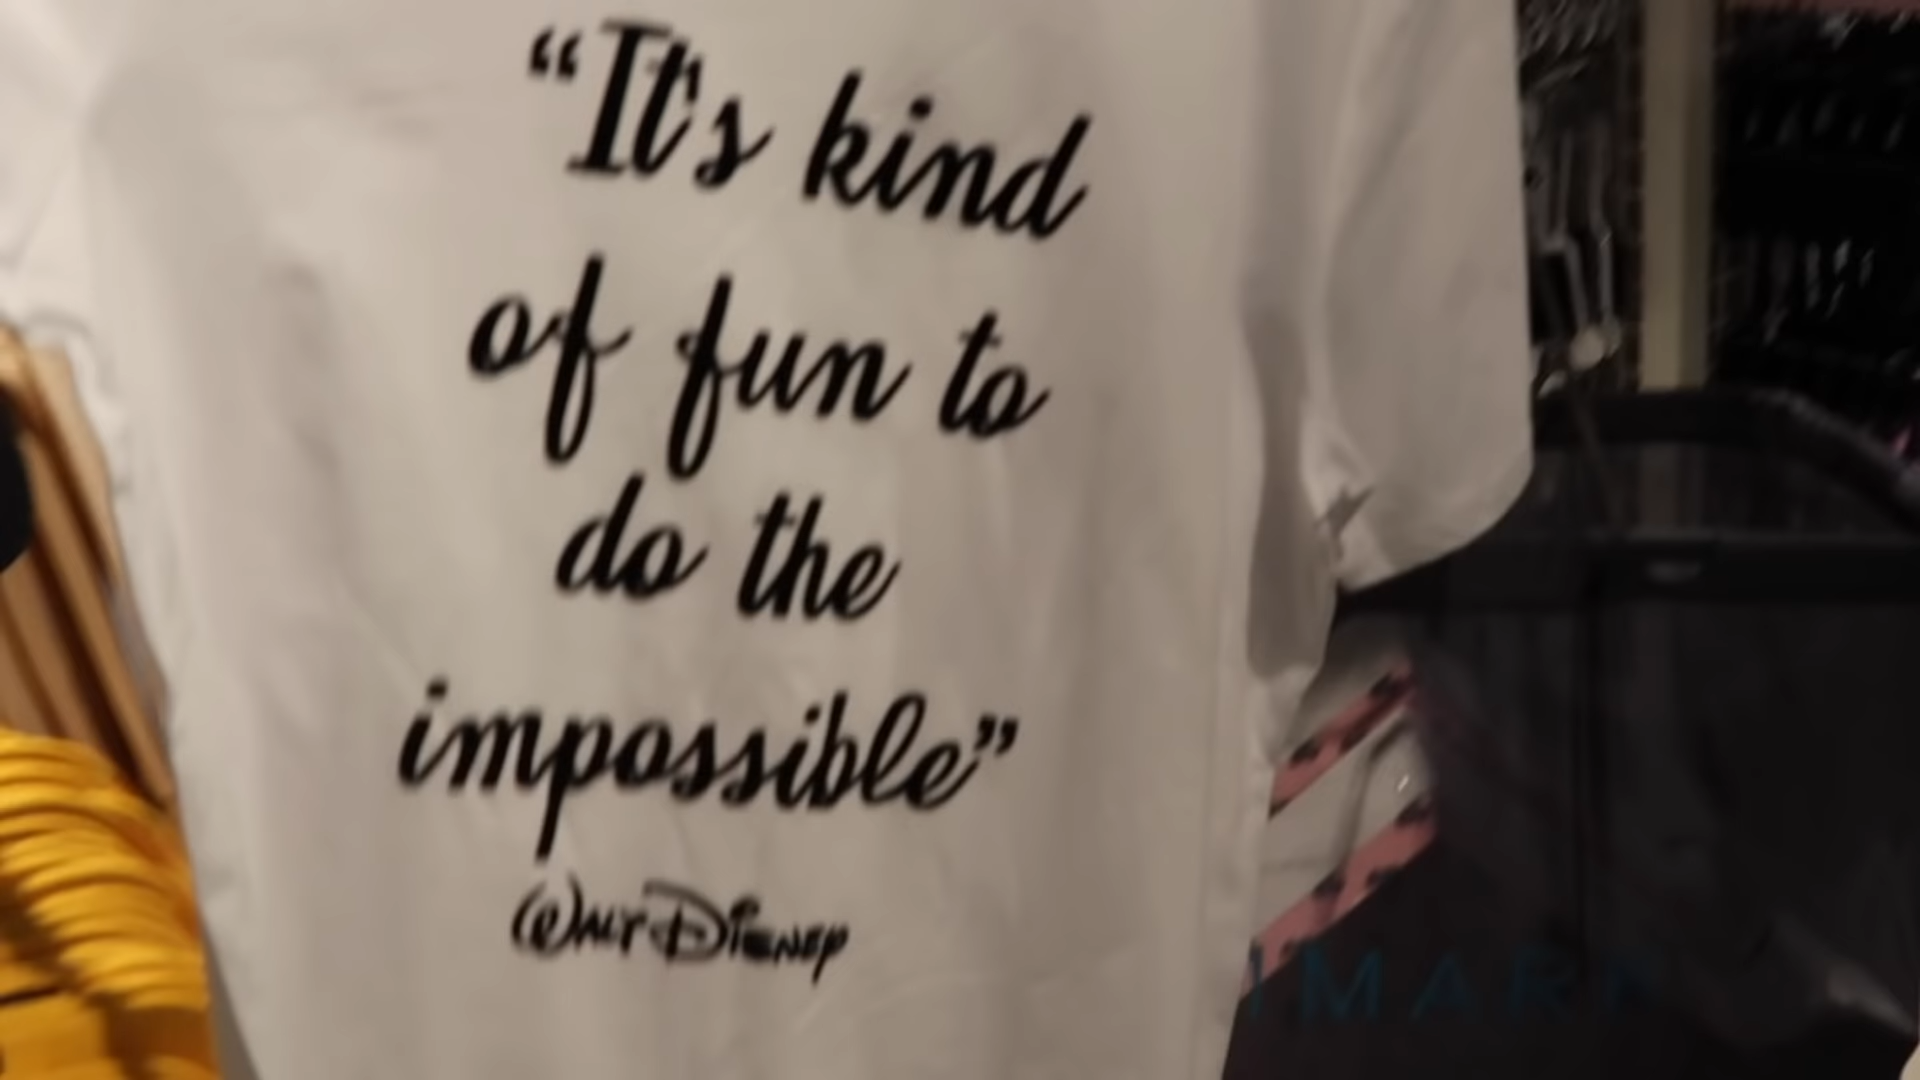 “It's kind
of fun to
do the
impossible”
Walt Disney